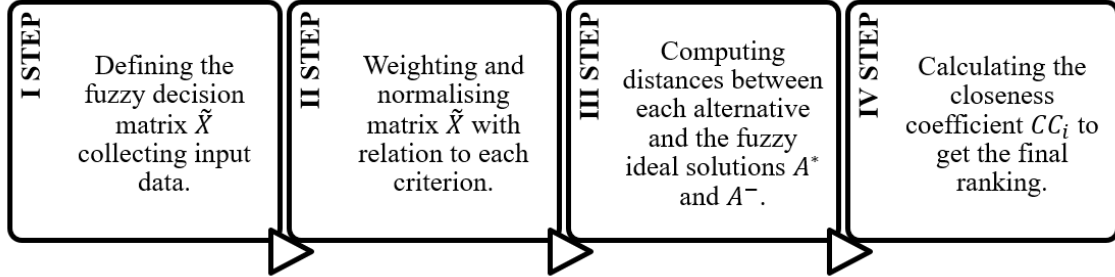 I STEP
Defining the
fuzzy decision
matrix X̃
collecting input
data.
II STEP
Weighting and
normalising
matrix X̃ with
relation to each
criterion.
III STEP
Computing
distances between
each alternative
and the fuzzy
ideal solutions A*
and A⁻.
IV STEP
Calculating the
closeness
coefficient CCᵢ to
get the final
ranking.